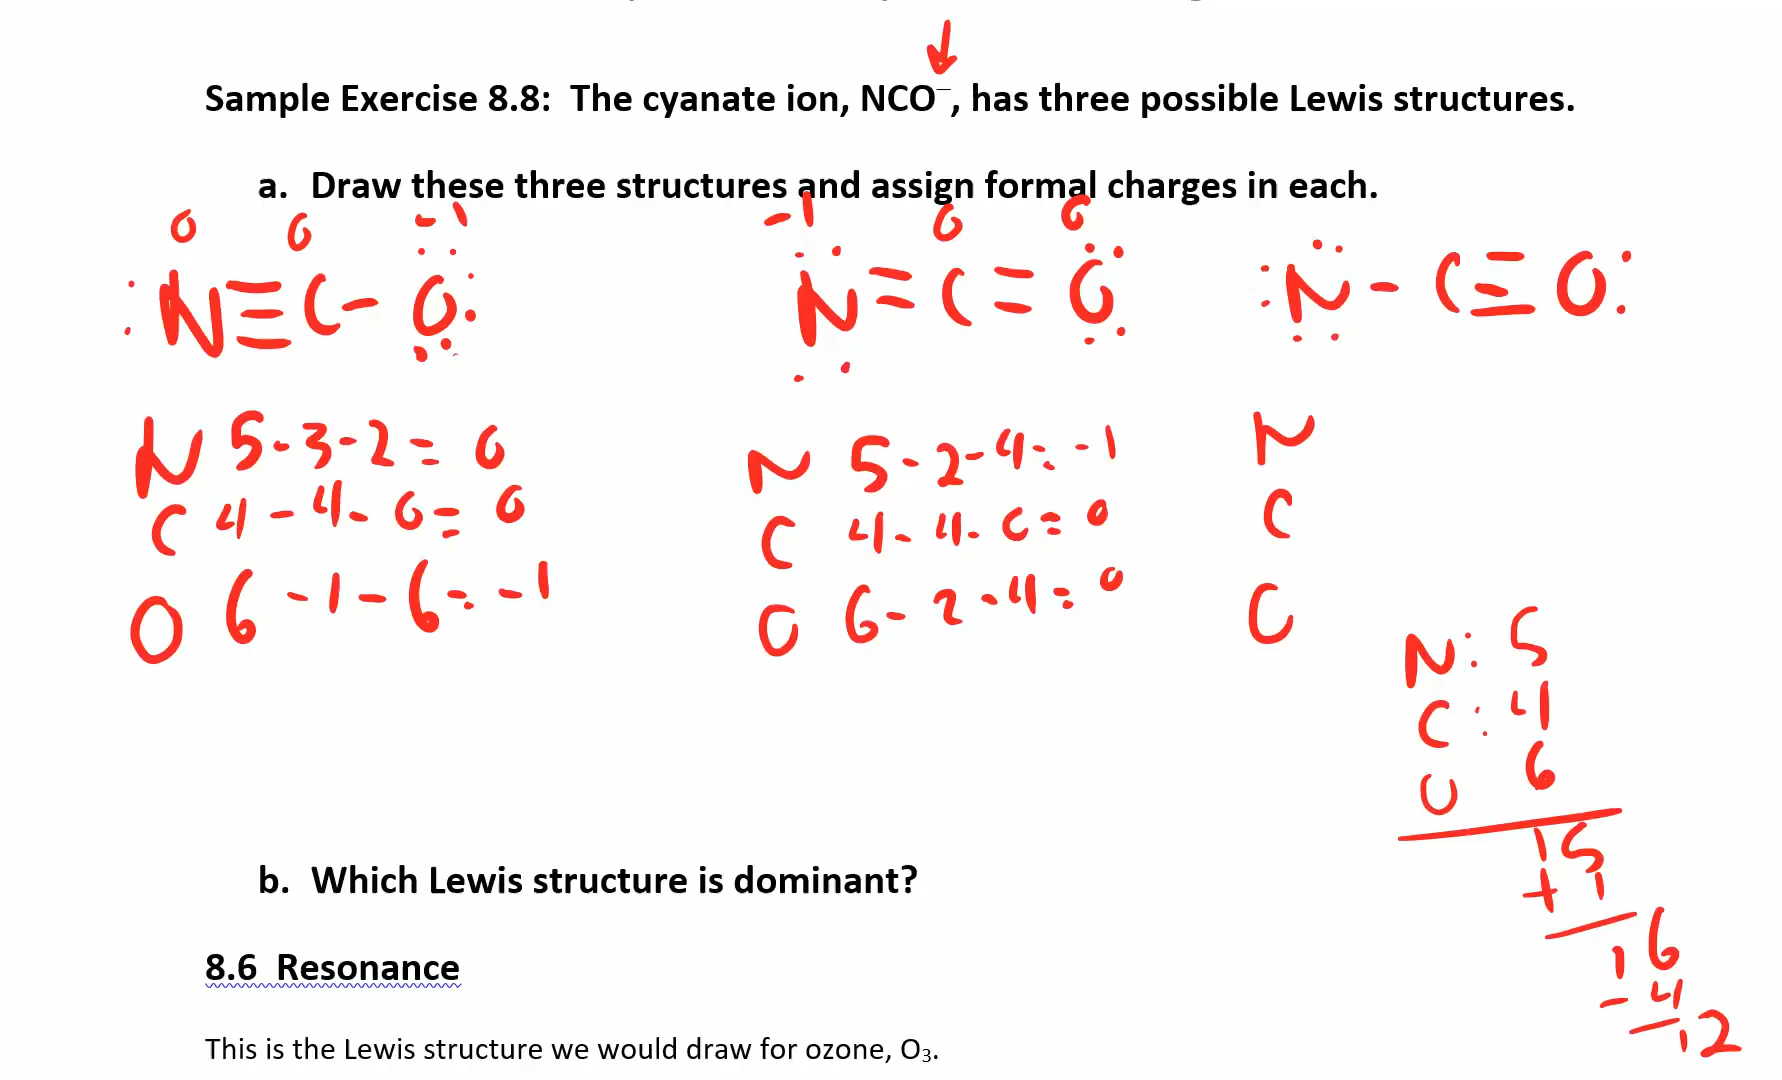 Sample Exercise 8.8: The cyanate ion, NCO⁻, has three possible Lewis structures.
a. Draw these three structures and assign formal charges in each.
0 0 -1
:N≡C-O:
-1 0 0
N=C=O
:N-C≡O:
N 5-3-2=0
C 4-4-0=0
O 6-1-6=-1
N 5-2-4=-1
C 4-4-0=0
O 6-2-4=0
N
C
O
N: 5
C: 4
O 6
15
+1
16
-4
12
b. Which Lewis structure is dominant?
8.6 Resonance
This is the Lewis structure we would draw for ozone, O₃.